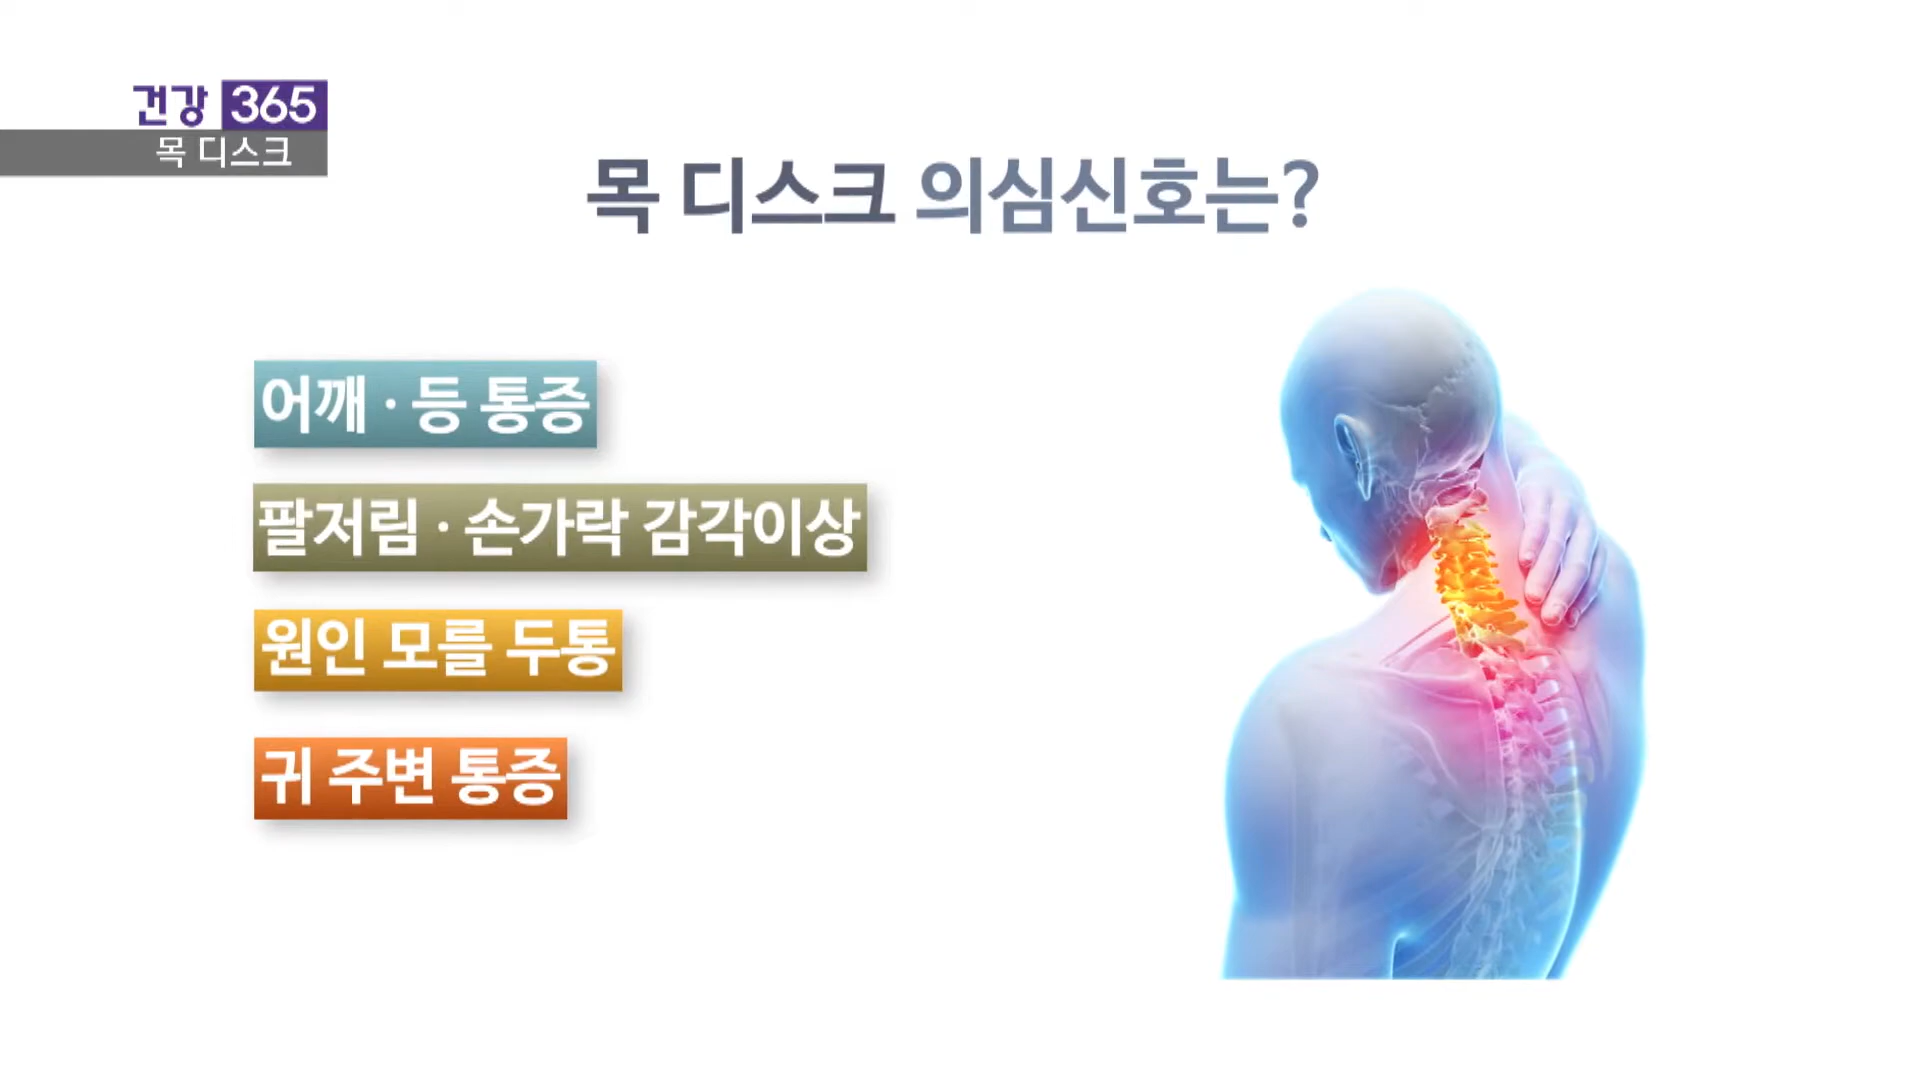 건강 365
목 디스크
목 디스크 의심신호는?
어깨 · 등 통증
팔저림 · 손가락 감각이상
원인 모를 두통
귀 주변 통증